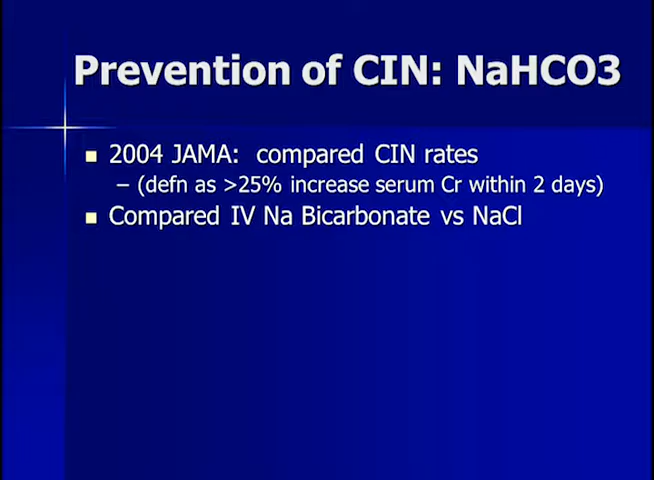 Prevention of CIN: NaHCO3
2004 JAMA: compared CIN rates
– (defn as >25% increase serum Cr within 2 days)
Compared IV Na Bicarbonate vs NaCl